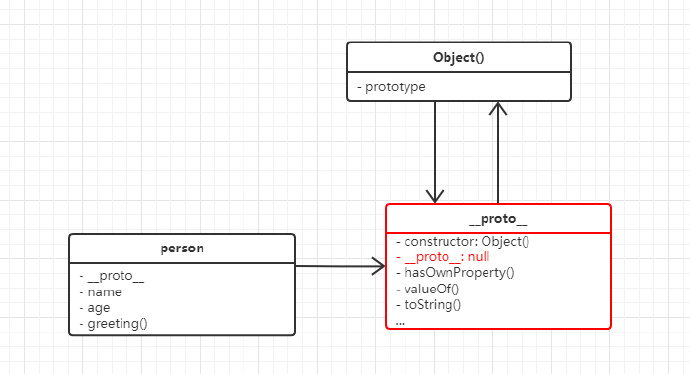 Object()
- prototype
__proto__
- constructor: Object()
- __proto__: null
- hasOwnProperty()
- valueOf()
- toString()
...
person
- __proto__
- name
- age
- greeting()